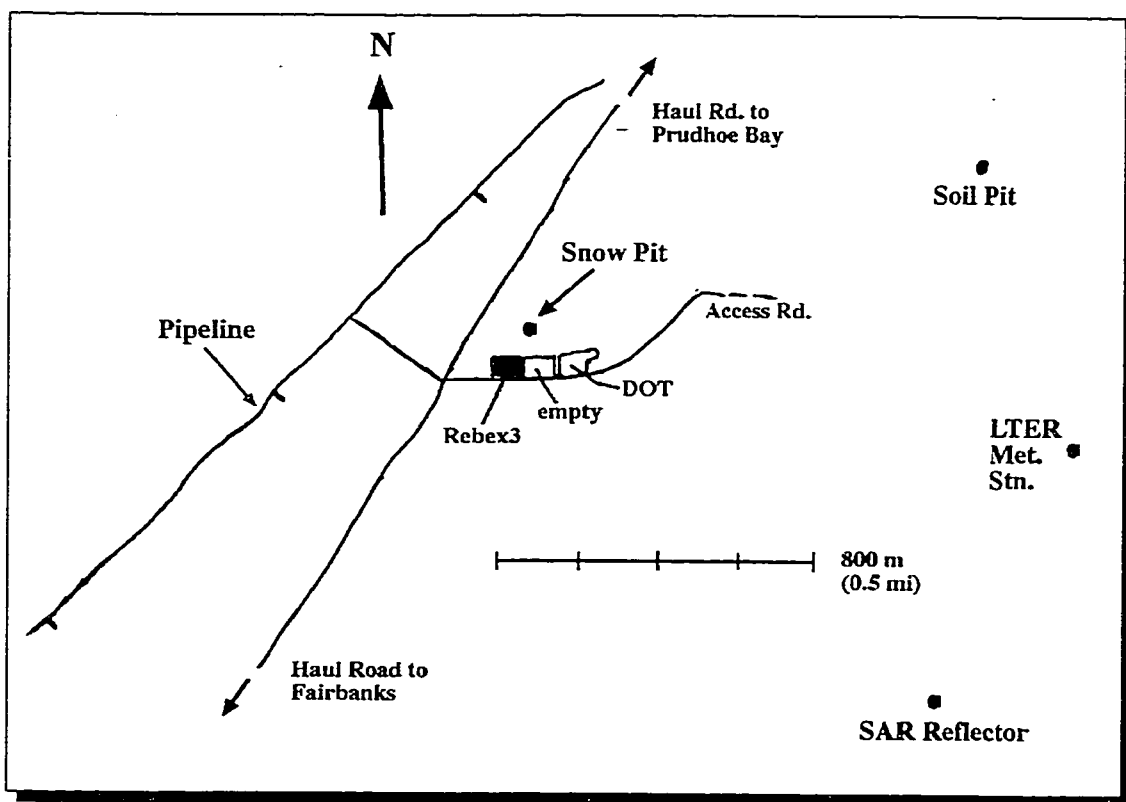 N
Haul Rd. to
Prudhoe Bay
Soil Pit
Snow Pit
Access Rd.
Pipeline
DOT
empty
Rebex3
LTER
Met.
Stn.
800 m
(0.5 mi)
Haul Road to
Fairbanks
SAR Reflector